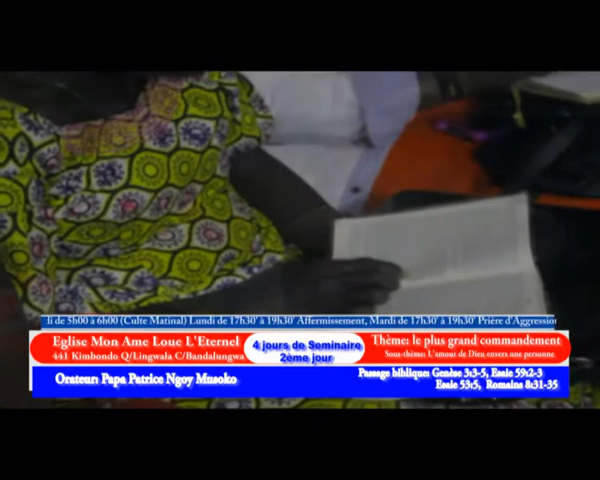 di de 5h00 à 6h00 (Culte Matinal) Lundi de 17h30' à 19h30' Affermissement, Mardi de 17h30' à 19h30' Prière d'Aggression
Eglise Mon Ame Loue L'Eternel
441 Kimbondo Q/Lingwala C/Bandalungwa
4 jours de Seminaire
2ème jour
Thème: le plus grand commandement
Sous-thème: L'amour de Dieu envers une personne
Orateur: Papa Patrice Ngoy Musoko
Passage biblique: Genèse 3:3-5, Esaie 59:2-3
Esaie 53:5, Romains 8:31-35